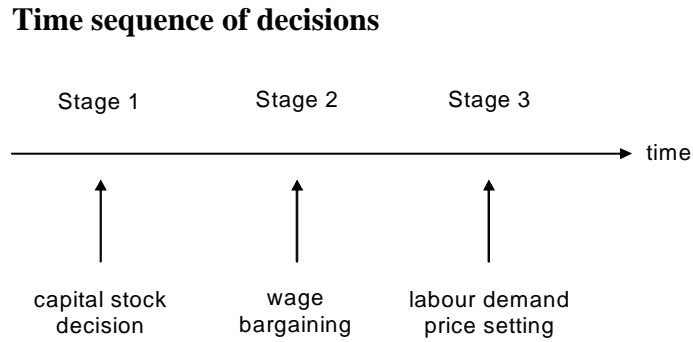 Time sequence of decisions
Stage 1
Stage 2
Stage 3
time
capital stock
decision
wage
bargaining
labour demand
price setting